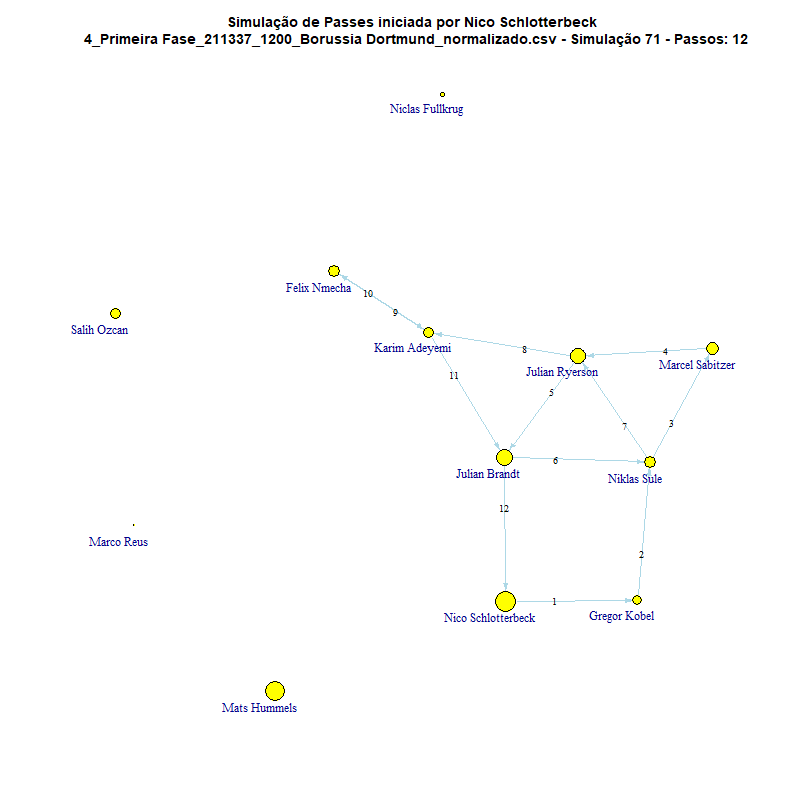 Simulação de Passes iniciada por Nico Schlotterbeck
4_Primeira Fase_211337_1200_Borussia Dortmund_normalizado.csv - Simulação 71 - Passos: 12
Niclas Fullkrug
Felix Nmecha
10
9
Salih Ozcan
Karim Adeyemi
8
4
Julian Ryerson
Marcel Sabitzer
11
5
7
3
Julian Brandt
6
Niklas Sule
12
Marco Reus
2
1
Nico Schlotterbeck
Gregor Kobel
Mats Hummels